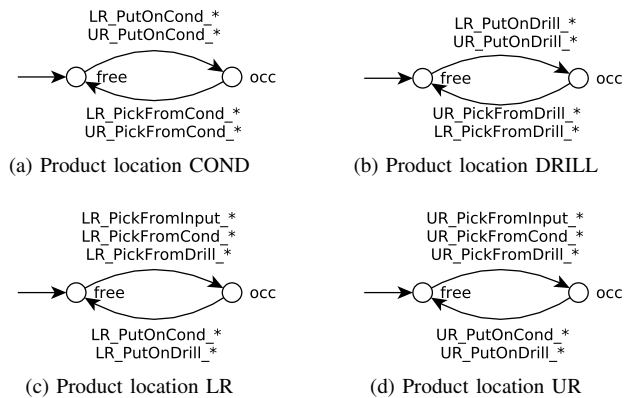 LR_PutOnCond_*
UR_PutOnCond_*
free
occ
LR_PickFromCond_*
UR_PickFromCond_*
(a) Product location COND
LR_PutOnDrill_*
UR_PutOnDrill_*
free
occ
UR_PickFromDrill_*
LR_PickFromDrill_*
(b) Product location DRILL
LR_PickFromInput_*
LR_PickFromCond_*
LR_PickFromDrill_*
free
occ
LR_PutOnCond_*
LR_PutOnDrill_*
(c) Product location LR
UR_PickFromInput_*
UR_PickFromCond_*
UR_PickFromDrill_*
free
occ
UR_PutOnCond_*
UR_PutOnDrill_*
(d) Product location UR